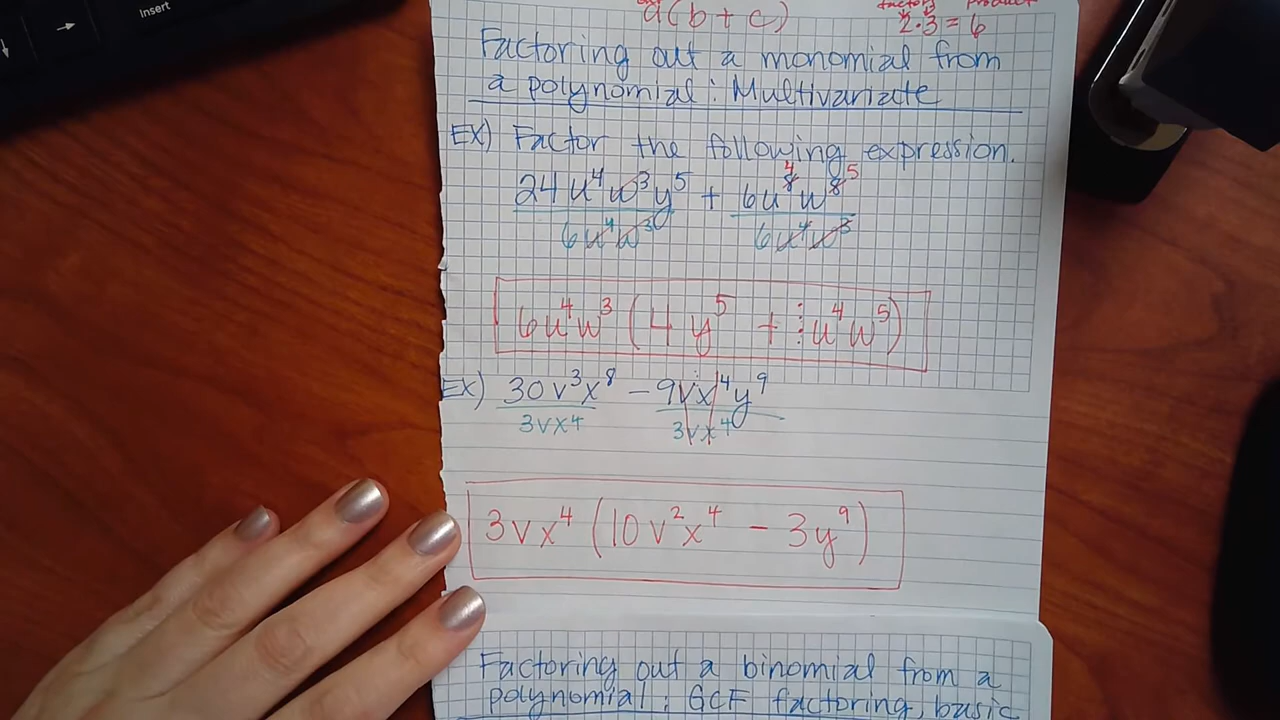 Insert
a(b + c)
factors product
2·3 = 6
Factoring out a monomial from
a polynomial: Multivariate
EX) Factor the following expression.
24u⁴w³y⁵ + 6u⁸w⁸ 4 5
6u⁴w³ 6u⁴w³
6u⁴w³ (4y⁵ + u⁴w⁵)
EX) 30v³x⁸ - 9vx⁴y⁹
3vx4 3vx⁴
3vx⁴ (10v²x⁴ - 3y⁹)
Factoring out a binomial from a
polynomial: GCF factoring, basic